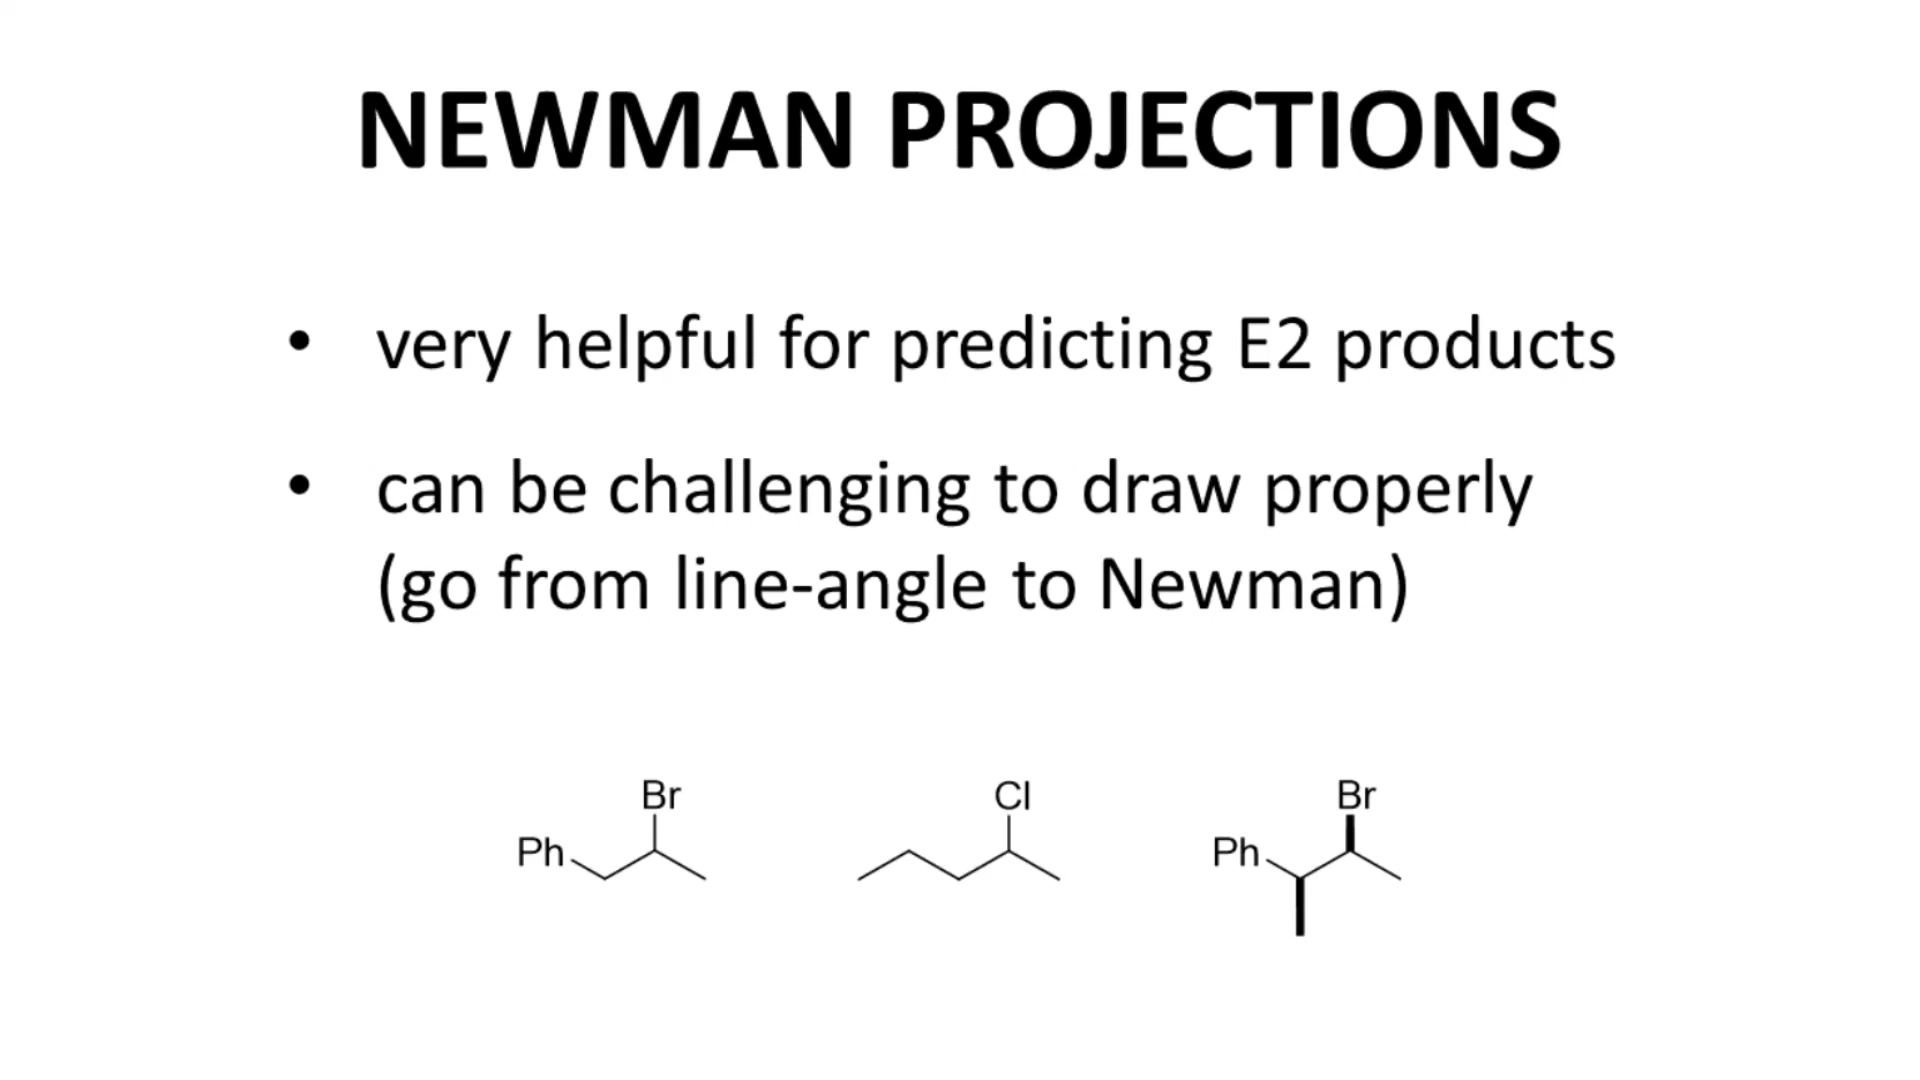 NEWMAN PROJECTIONS
• very helpful for predicting E2 products
• can be challenging to draw properly
(go from line-angle to Newman)
Br Cl Br
Ph Ph